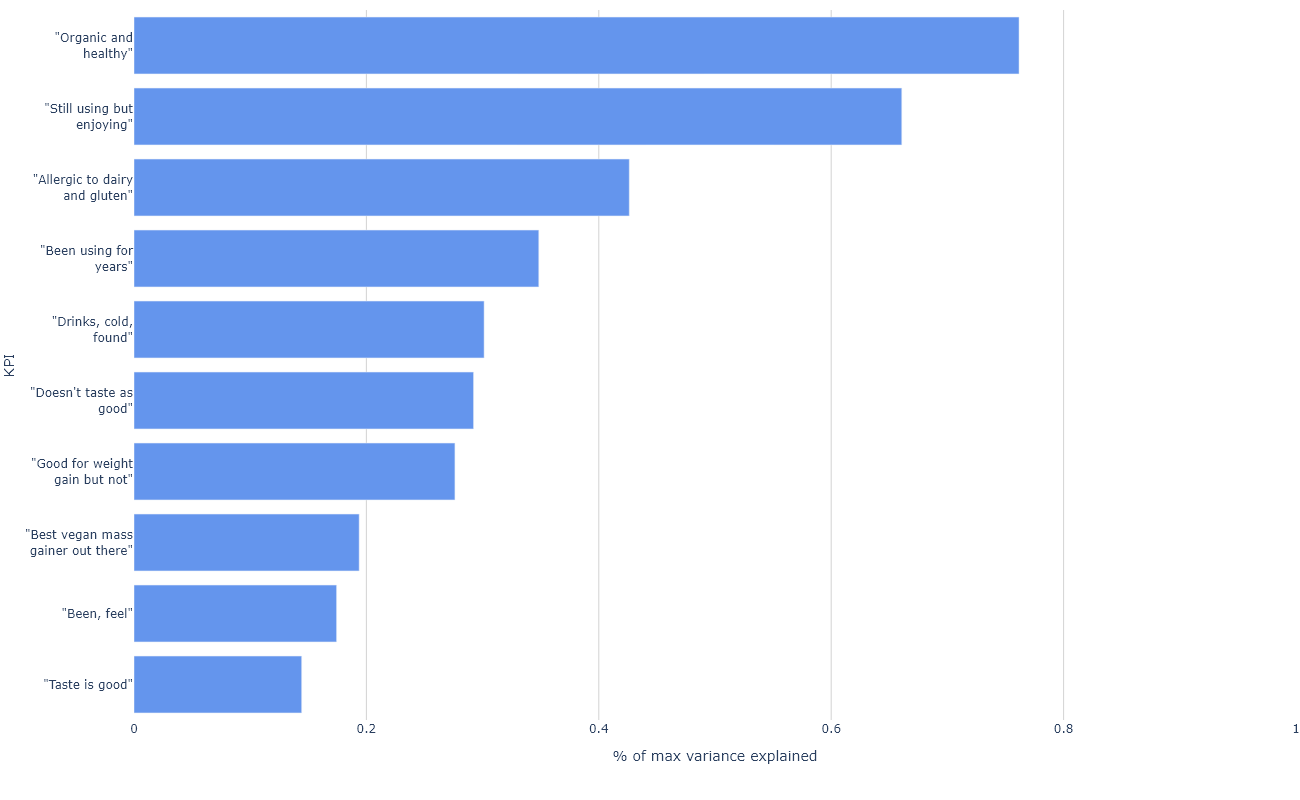 "Organic and
healthy"
"Still using but
enjoying"
"Allergic to dairy
and gluten"
"Been using for
years"
"Drinks, cold,
found"
KPI
"Doesn't taste as
good"
"Good for weight
gain but not"
"Best vegan mass
gainer out there"
"Been, feel"
"Taste is good"
0 0.2 0.4 0.6 0.8 1
% of max variance explained